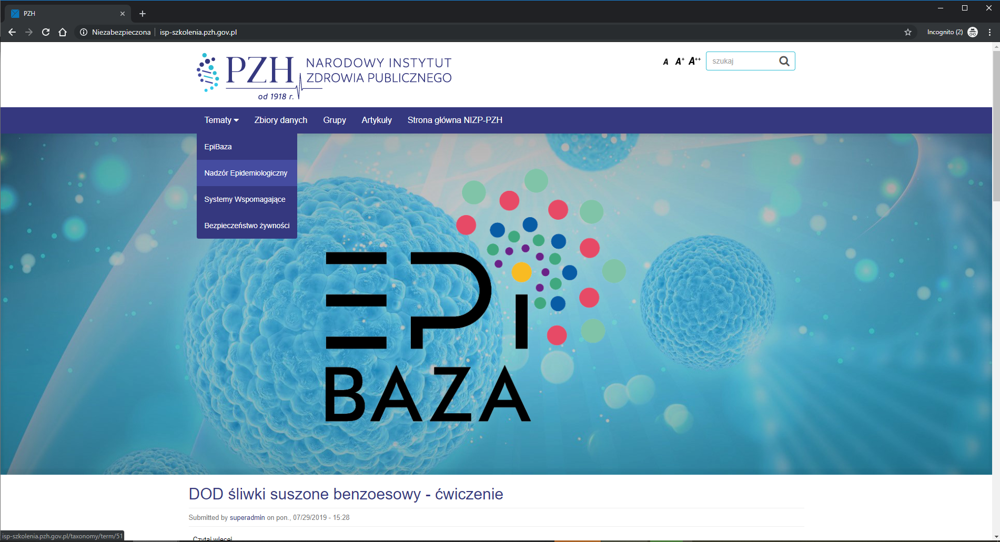 PZH
Niezabezpieczona
isp-szkolenia.pzh.gov.pl
Incognito (2)
PZH
od 1918 r.
NARODOWY INSTYTUT
ZDROWIA PUBLICZNEGO
A A+ A++
szukaj
Tematy
Zbiory danych
Grupy
Artykuły
Strona główna NIZP-PZH
EpiBaza
Nadzór Epidemiologiczny
Systemy Wspomagające
Bezpieczeństwo żywności
EPI
BAZA
DOD śliwki suszone benzoesowy - ćwiczenie
Submitted by superadmin on pon., 07/29/2019 - 15:28
Czytaj więcej
isp-szkolenia.pzh.gov.pl/taxonomy/term/51